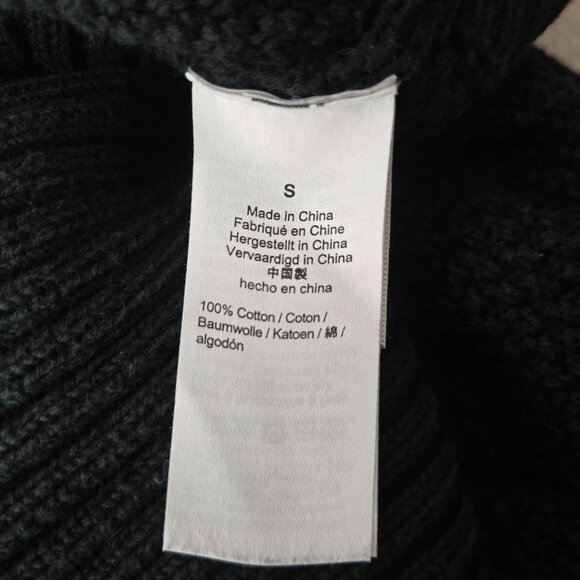 S
Made in China
Fabriqué en Chine
Hergestellt in China
Vervaardigd in China
中国製
hecho en china
100% Cotton / Coton /
Baumwolle / Katoen / 綿 /
algodón